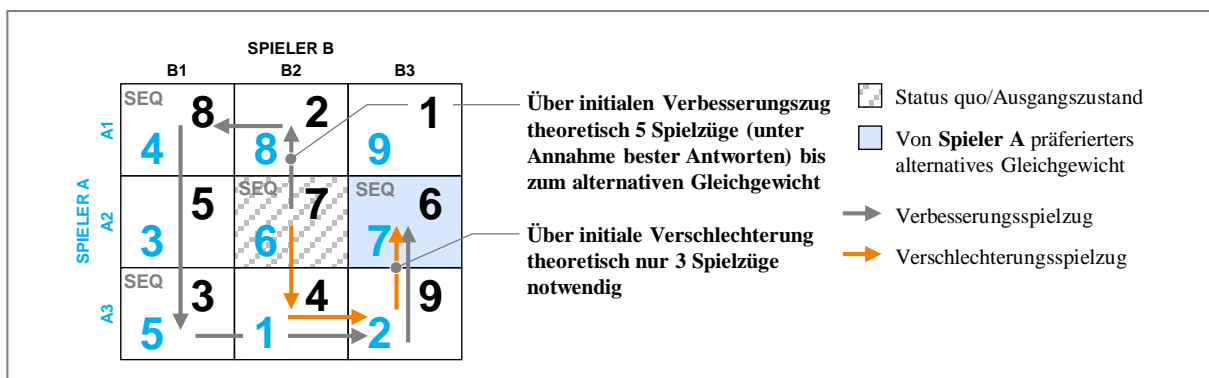 SPIELER B
B1 B2 B3
SPIELER A
A1
SEQ 8 2 1
4 8 9
A2
5 SEQ 7 SEQ 6
3 6 7
A3
SEQ 3 4 9
5 1 2
Über initialen Verbesserungszug
theoretisch 5 Spielzüge (unter
Annahme bester Antworten) bis
zum alternativen Gleichgewicht
Über initiale Verschlechterung
theoretisch nur 3 Spielzüge
notwendig
Status quo/Ausgangszustand
Von Spieler A präferierters
alternatives Gleichgewicht
Verbesserungsspielzug
Verschlechterungsspielzug